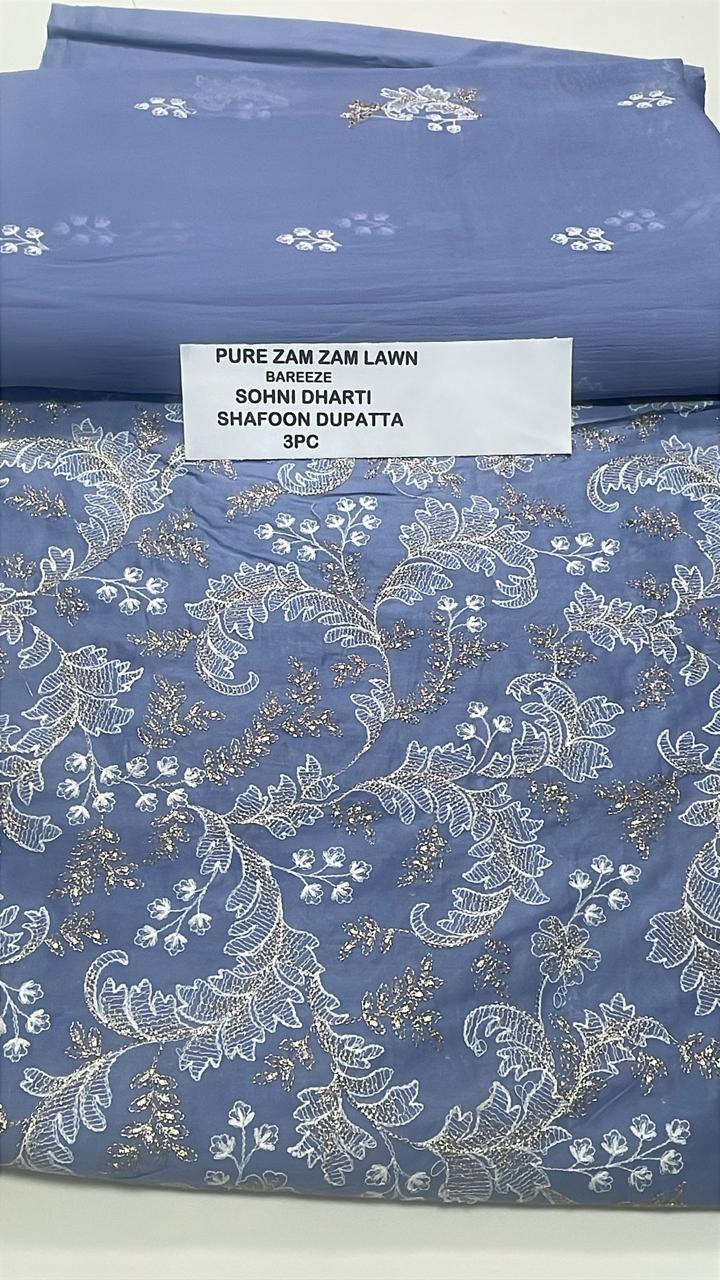 PURE ZAM ZAM LAWN
BAREEZE
SOHNI DHARTI
SHAFOON DUPATTA
3PC